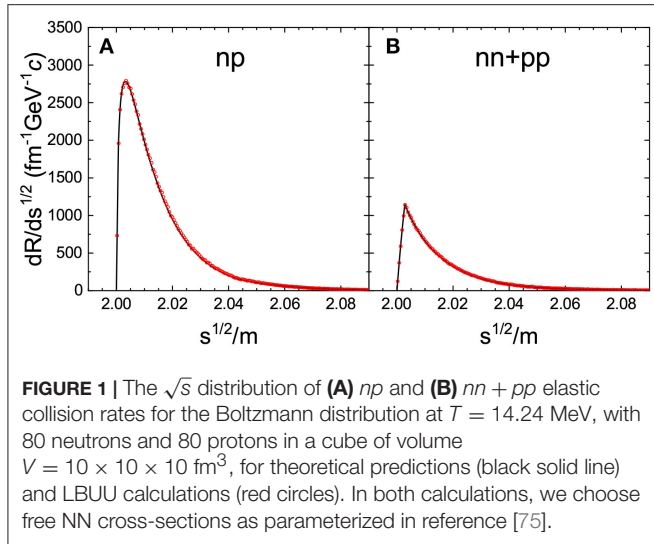 A np
B nn+pp
dR/ds^1/2 (fm^-1GeV^-1c)
3500
3000
2500
2000
1500
1000
500
0
2.00 2.02 2.04 2.06 2.08 2.00 2.02 2.04 2.06 2.08
s^1/2/m s^1/2/m
FIGURE 1 | The √s distribution of (A) np and (B) nn + pp elastic
collision rates for the Boltzmann distribution at T = 14.24 MeV, with
80 neutrons and 80 protons in a cube of volume
V = 10 × 10 × 10 fm³, for theoretical predictions (black solid line)
and LBUU calculations (red circles). In both calculations, we choose
free NN cross-sections as parameterized in reference [75].